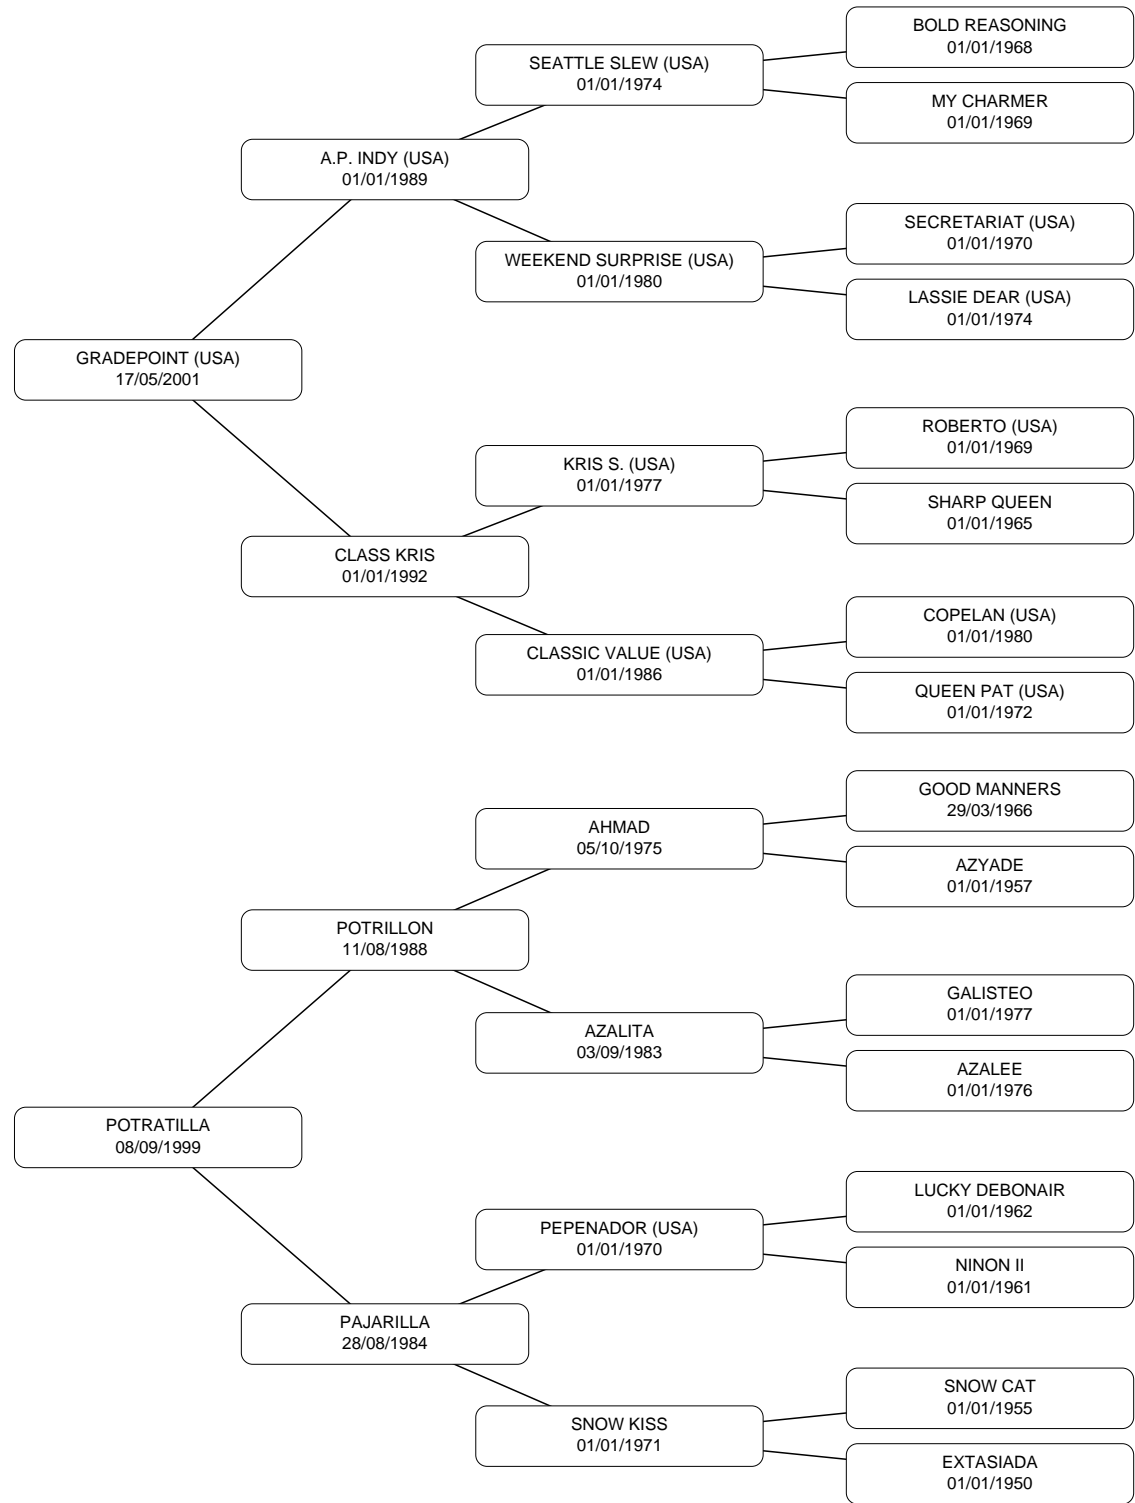 BOLD REASONING
01/01/1968
SEATTLE SLEW (USA)
01/01/1974
MY CHARMER
01/01/1969
A.P. INDY (USA)
01/01/1989
SECRETARIAT (USA)
01/01/1970
WEEKEND SURPRISE (USA)
01/01/1980
LASSIE DEAR (USA)
01/01/1974
GRADEPOINT (USA)
17/05/2001
ROBERTO (USA)
01/01/1969
KRIS S. (USA)
01/01/1977
SHARP QUEEN
01/01/1965
CLASS KRIS
01/01/1992
COPELAN (USA)
01/01/1980
CLASSIC VALUE (USA)
01/01/1986
QUEEN PAT (USA)
01/01/1972
GOOD MANNERS
29/03/1966
AHMAD
05/10/1975
AZYADE
01/01/1957
POTRILLON
11/08/1988
GALISTEO
01/01/1977
AZALITA
03/09/1983
AZALEE
01/01/1976
POTRATILLA
08/09/1999
LUCKY DEBONAIR
01/01/1962
PEPENADOR (USA)
01/01/1970
NINON II
01/01/1961
PAJARILLA
28/08/1984
SNOW CAT
01/01/1955
SNOW KISS
01/01/1971
EXTASIADA
01/01/1950